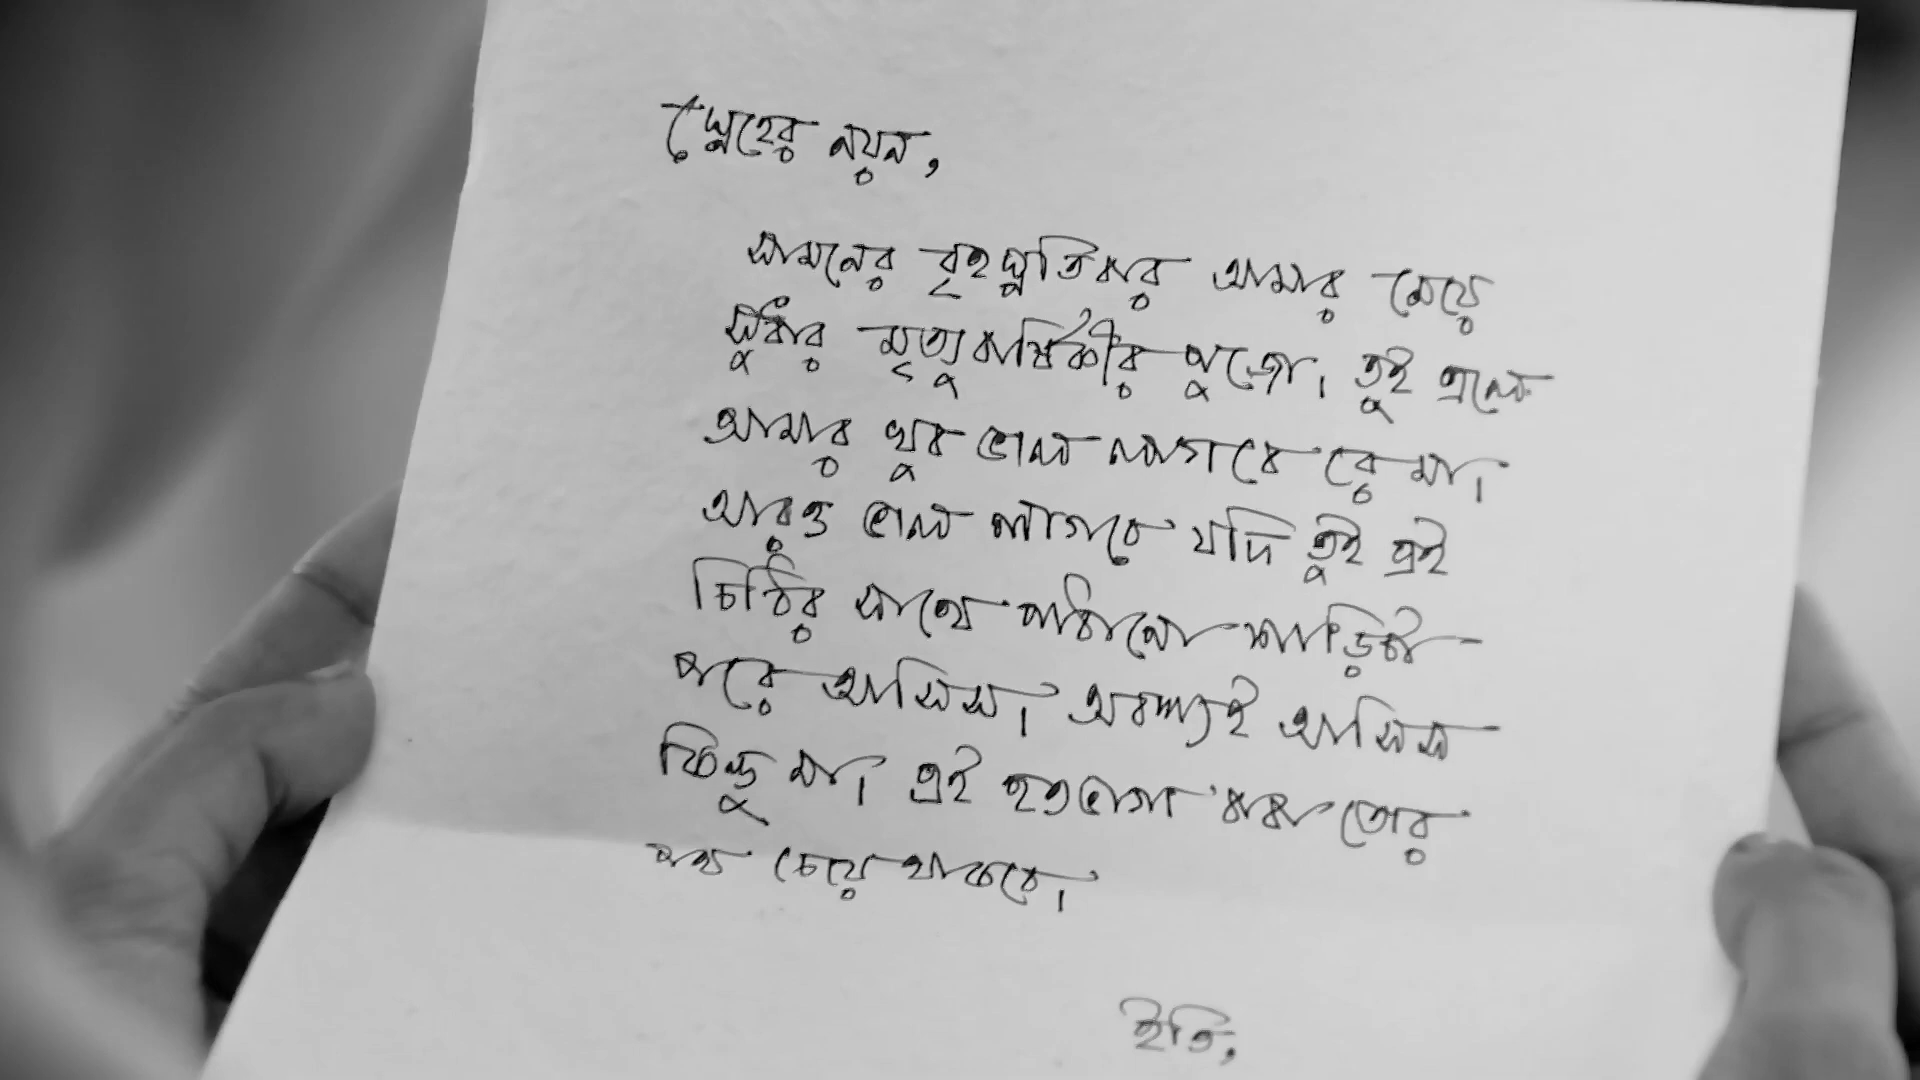 স্নেহের নয়ন,
সামনের বৃহস্পতিবার আমার মেয়ে
সুধার মৃত্যুবার্ষিকীর পুজো। তুই এলে
আমার খুব ভাল লাগবে রে মা।
আরও ভাল লাগবে যদি তুই এই
চিঠির সাথে পাঠানো শাড়িটা
পরে আসিস। অবশ্যই আসিস
কিন্তু মা। এই হতভাগা বাবা তোর
পথ চেয়ে থাকবে।
ইতি,